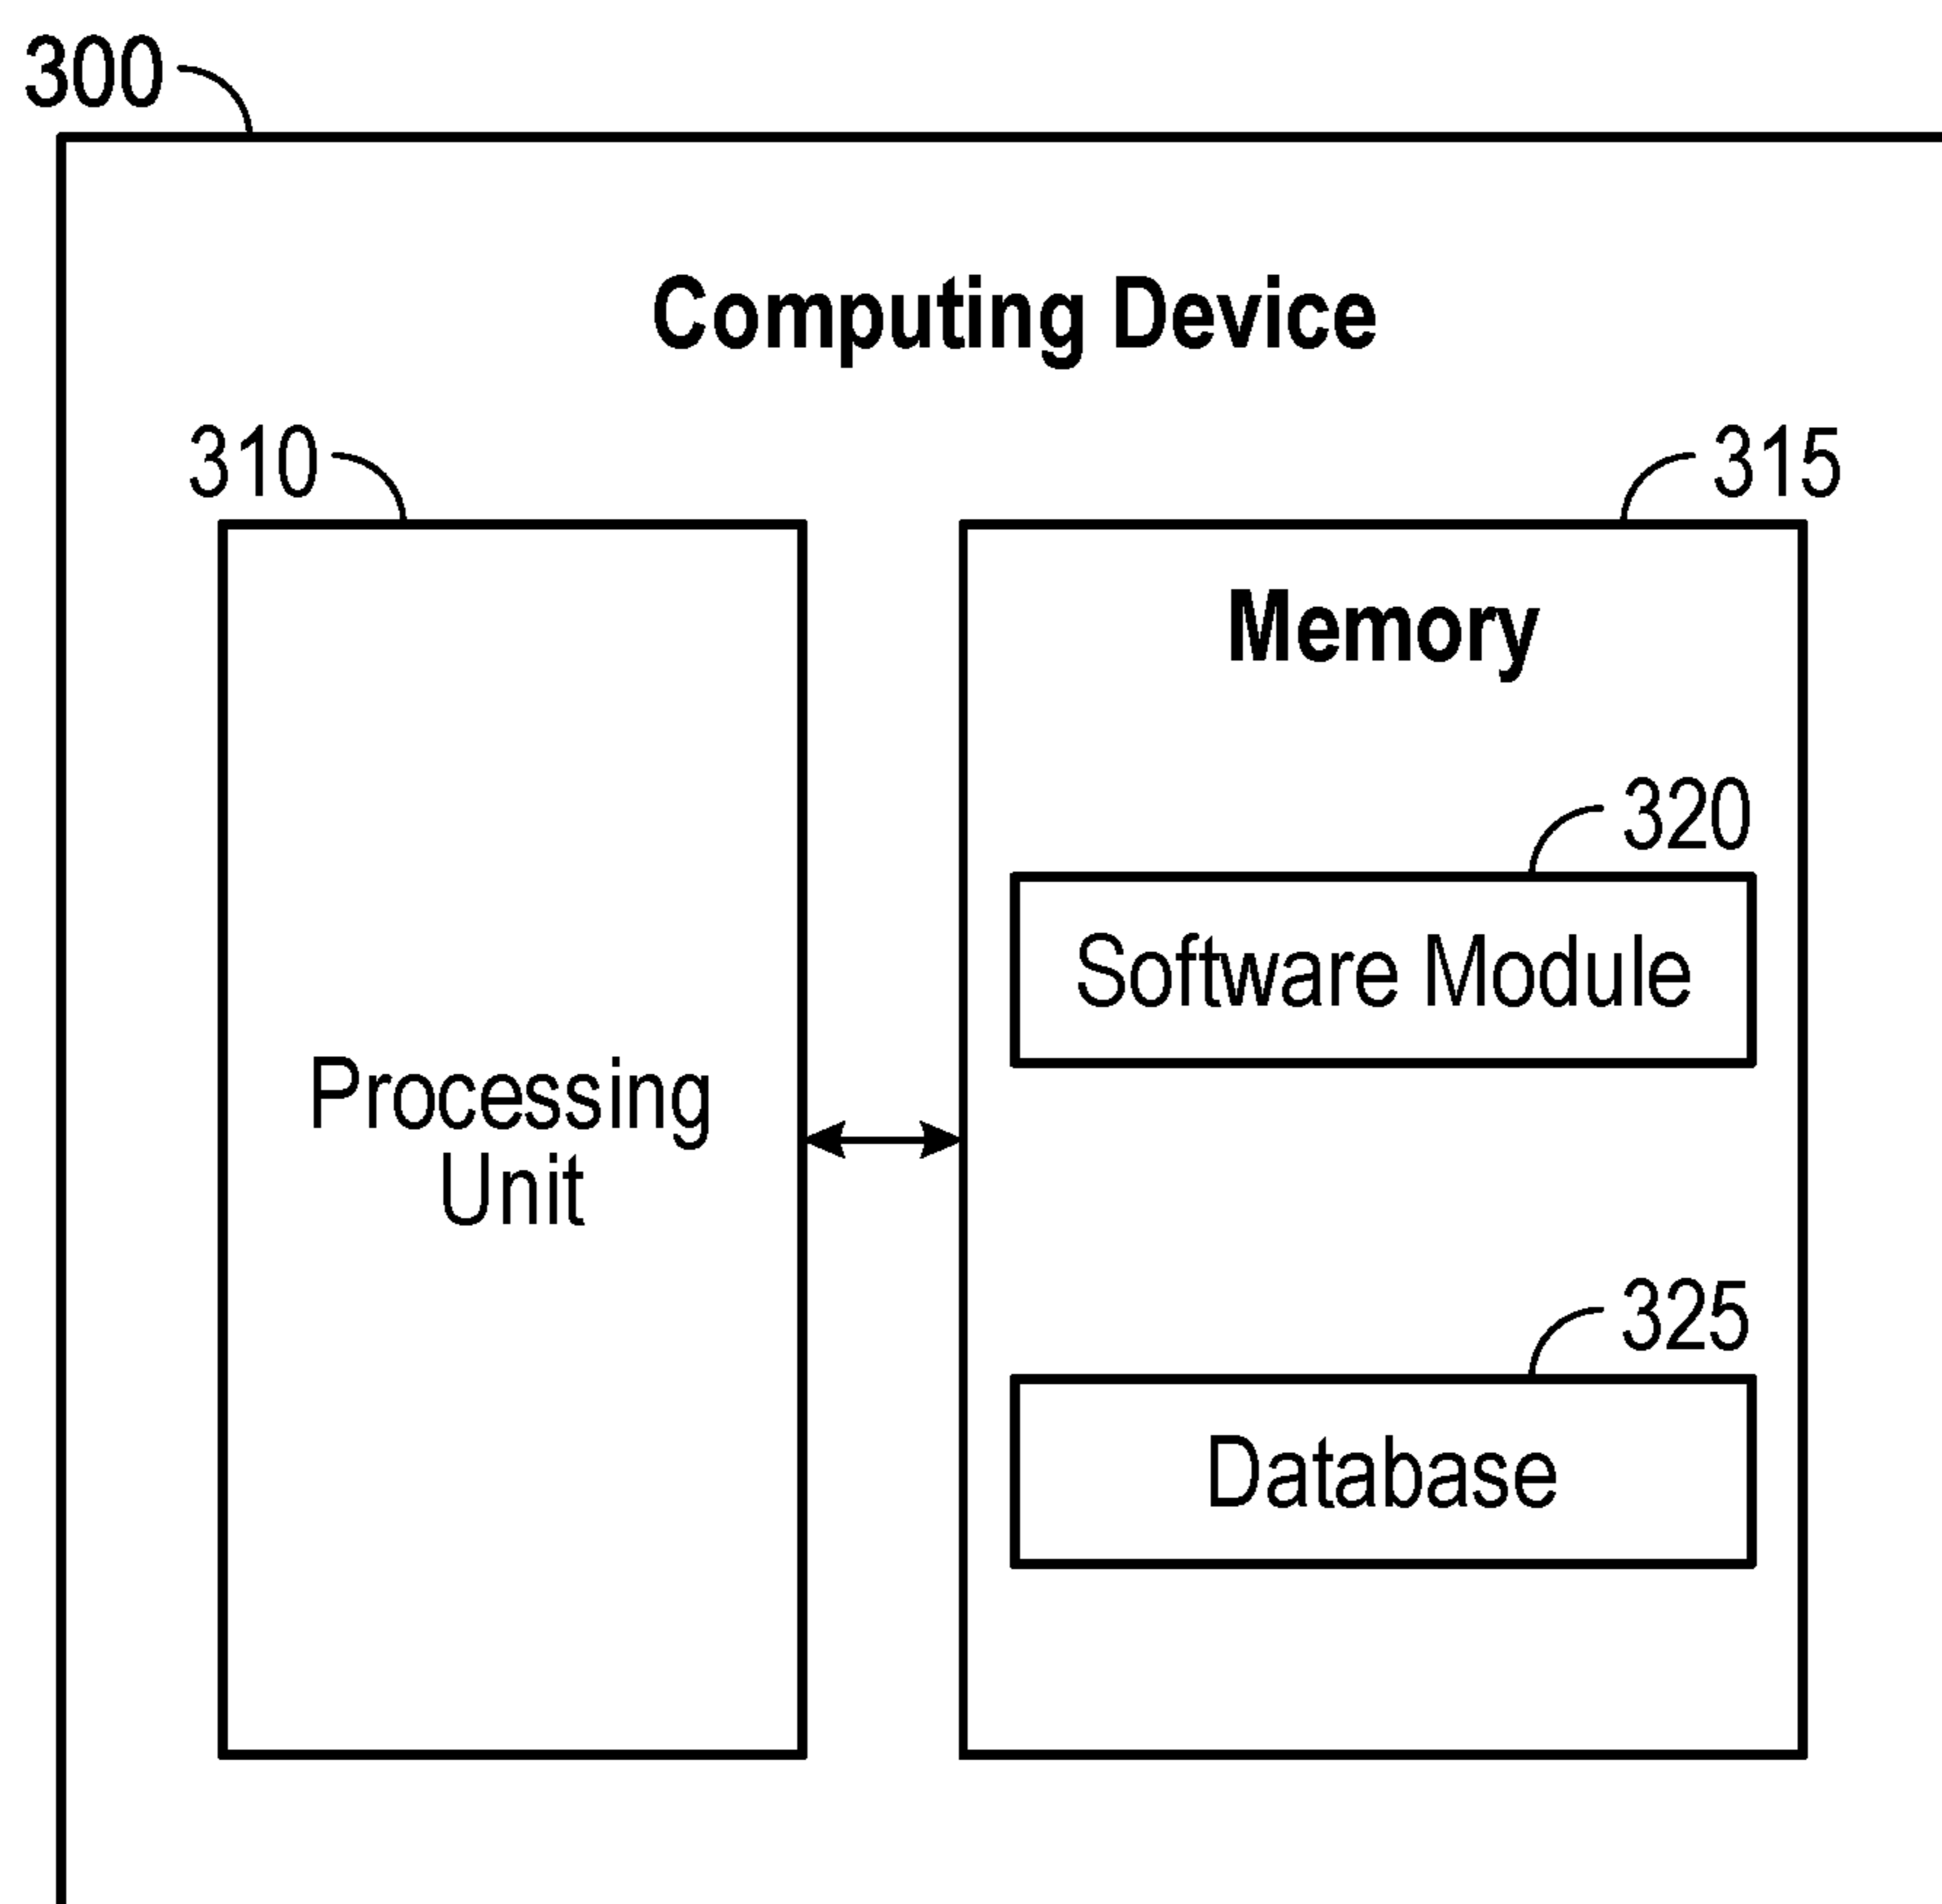 300
Computing Device
310
315
Memory
320
Software Module
Processing
Unit
325
Database